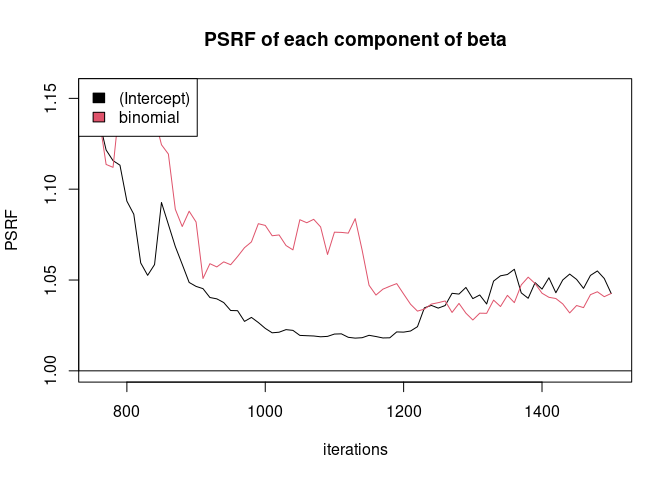 PSRF of each component of beta
(Intercept)
binomial
PSRF
1.15
1.10
1.05
1.00
800 1000 1200 1400
iterations